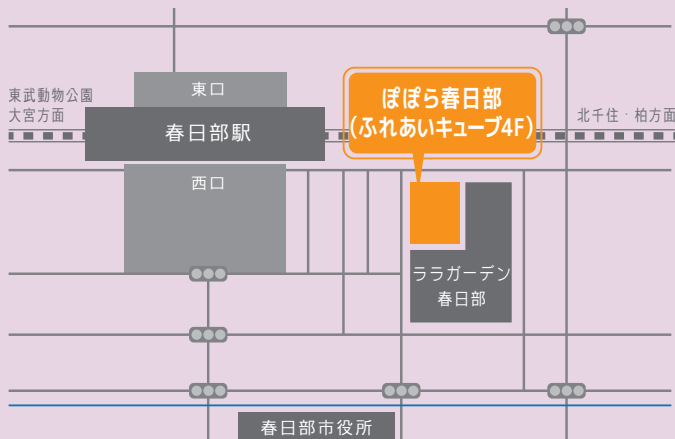 東口
東武動物公園
大宮方面
春日部駅
ぽぽら春日部
(ふれあいキューブ4F)
北千住・柏方面
西口
ララガーデン
春日部
春日部市役所